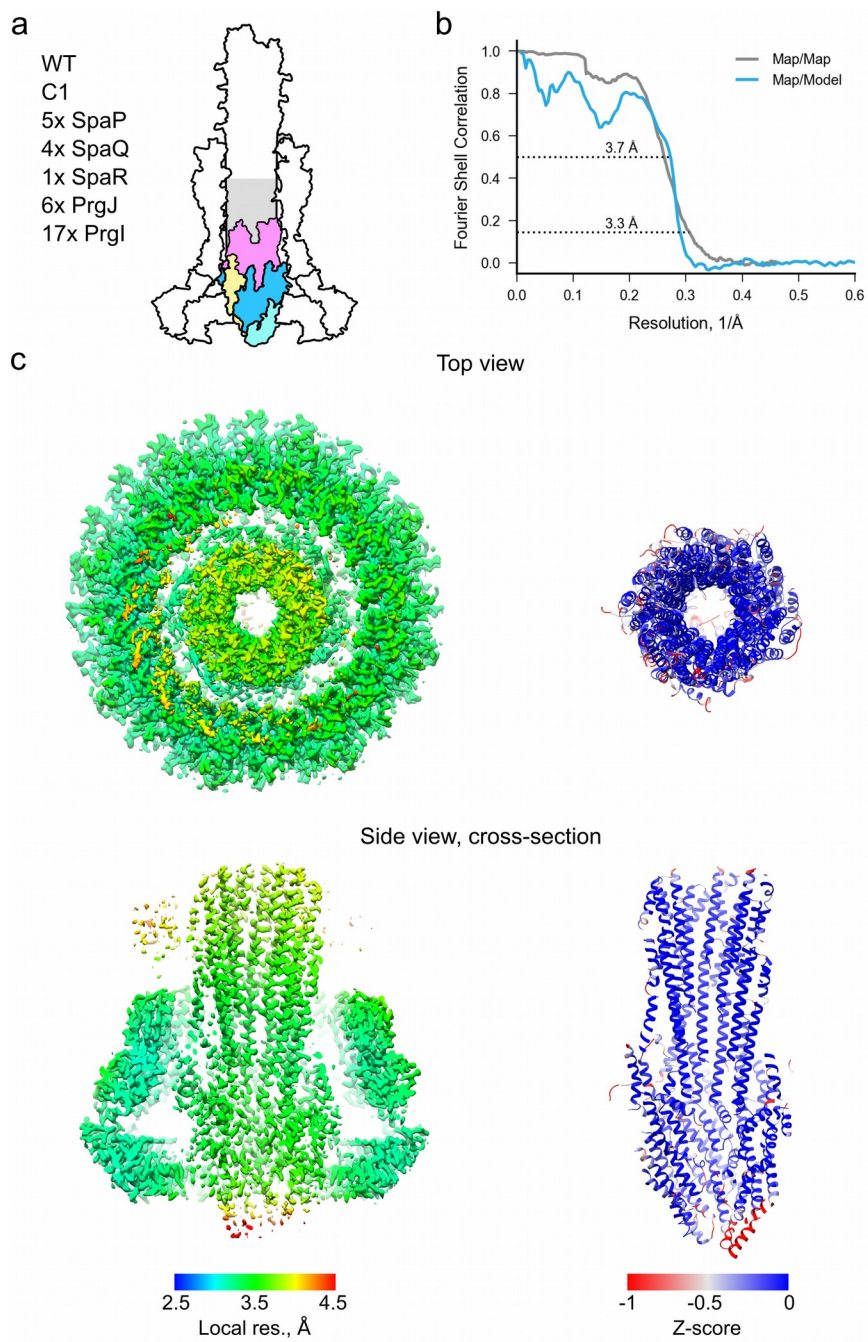 a
WT
C1
5x SpaP
4x SpaQ
1x SpaR
6x PrgJ
17x PrgI
b
Fourier Shell Correlation
1.0
0.8
0.6
0.4
0.2
0.0
Map/Map
Map/Model
3.7 Å
3.3 Å
0.0 0.1 0.2 0.3 0.4 0.5 0.6
Resolution, 1/Å
c
Top view
Side view, cross-section
2.5 3.5 4.5
Local res., Å
-1 -0.5 0
Z-score